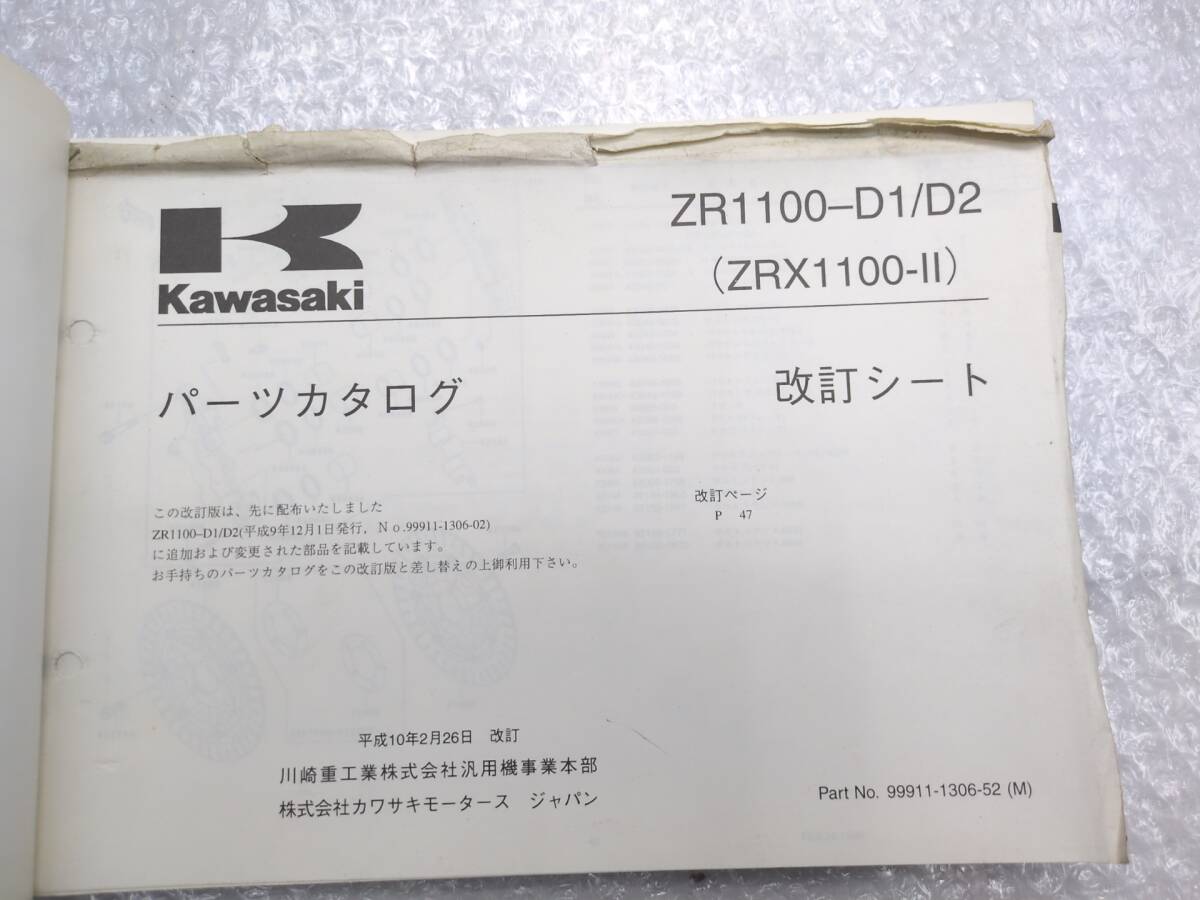 Kawasaki
ZR1100–D1/D2
（ZRX1100-II）
パーツカタログ
改訂シート
この改訂版は、先に配布いたしました
ZR1100–D1/D2(平成9年12月1日発行，Ｎｏ.99911-1306-02)
に追加および変更された部品を記載しています。
お手持ちのパーツカタログをこの改訂版と差し替えの上御利用下さい。
改訂ページ
P 47
平成10年2月26日 改訂
川崎重工業株式会社汎用機事業本部
株式会社カワサキモータース ジャパン
Part No. 99911-1306-52 (M)